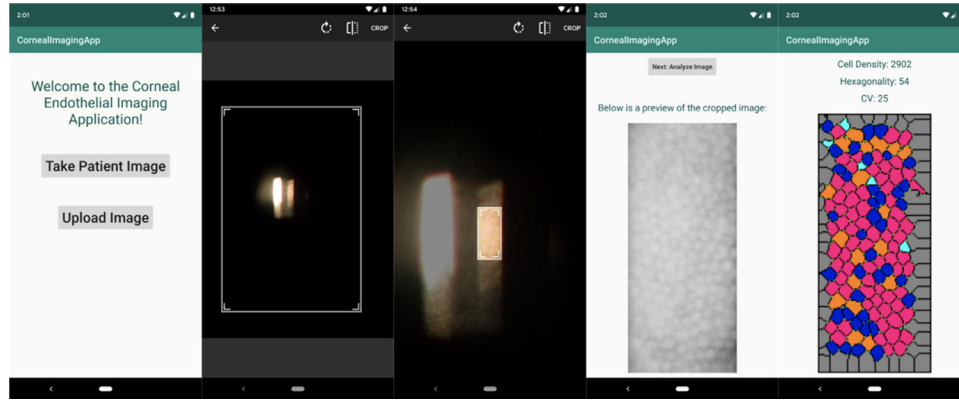 2:01
CornealImagingApp
Welcome to the Corneal
Endothelial Imaging
Application!
Take Patient Image
Upload Image
12:53
CROP
12:54
CROP
2:02
CornealImagingApp
Next: Analyze Image
Below is a preview of the cropped image:
2:02
CornealImagingApp
Cell Density: 2902
Hexagonality: 54
CV: 25